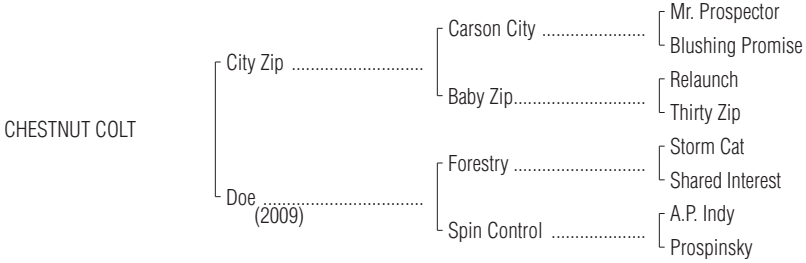 Mr. Prospector
Carson City ......................
Blushing Promise
City Zip ............................
Relaunch
Baby Zip............................
Thirty Zip
CHESTNUT COLT
Storm Cat
Forestry ............................
Shared Interest
Doe ..................................
(2009)
A.P. Indy
Spin Control ....................
Prospinsky